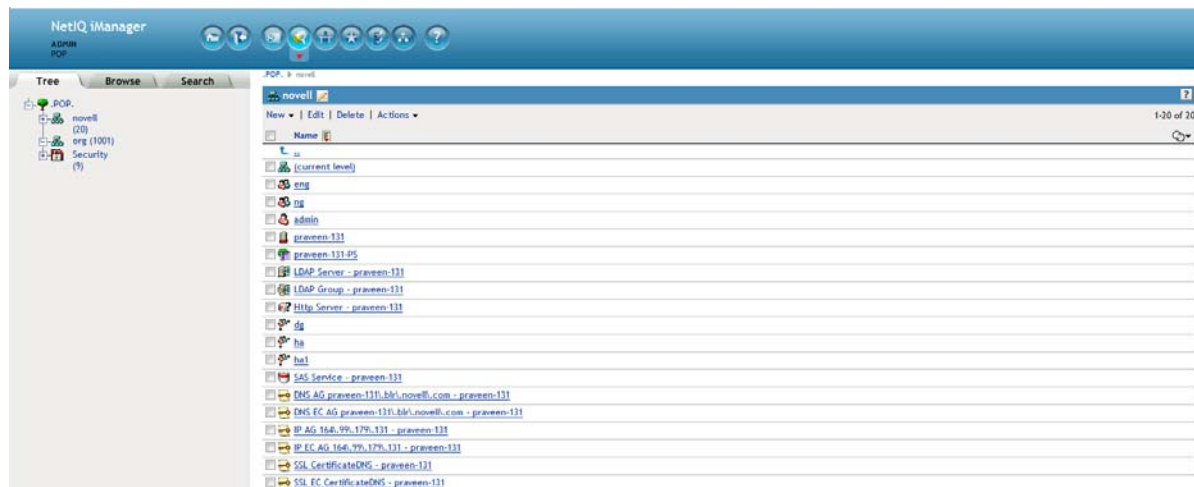 NetIQ iManager
ADMIN
POP
Tree Browse Search
.POP.
novell
(20)
org (1001)
Security
(9)
.POP. novell
novell
?
New | Edit | Delete | Actions 1-20 of 20
Name
..
(current level)
eng
ng
admin
praveen-131
praveen-131-PS
LDAP Server - praveen-131
LDAP Group - praveen-131
Http Server - praveen-131
dg
ha
ha1
SAS Service - praveen-131
DNS AG praveen-131\.blr\.novell\.com - praveen-131
DNS EC AG praveen-131\.blr\.novell\.com - praveen-131
IP AG 164\.99\.179\.131 - praveen-131
IP EC AG 164\.99\.179\.131 - praveen-131
SSL CertificateDNS - praveen-131
SSL EC CertificateDNS - praveen-131